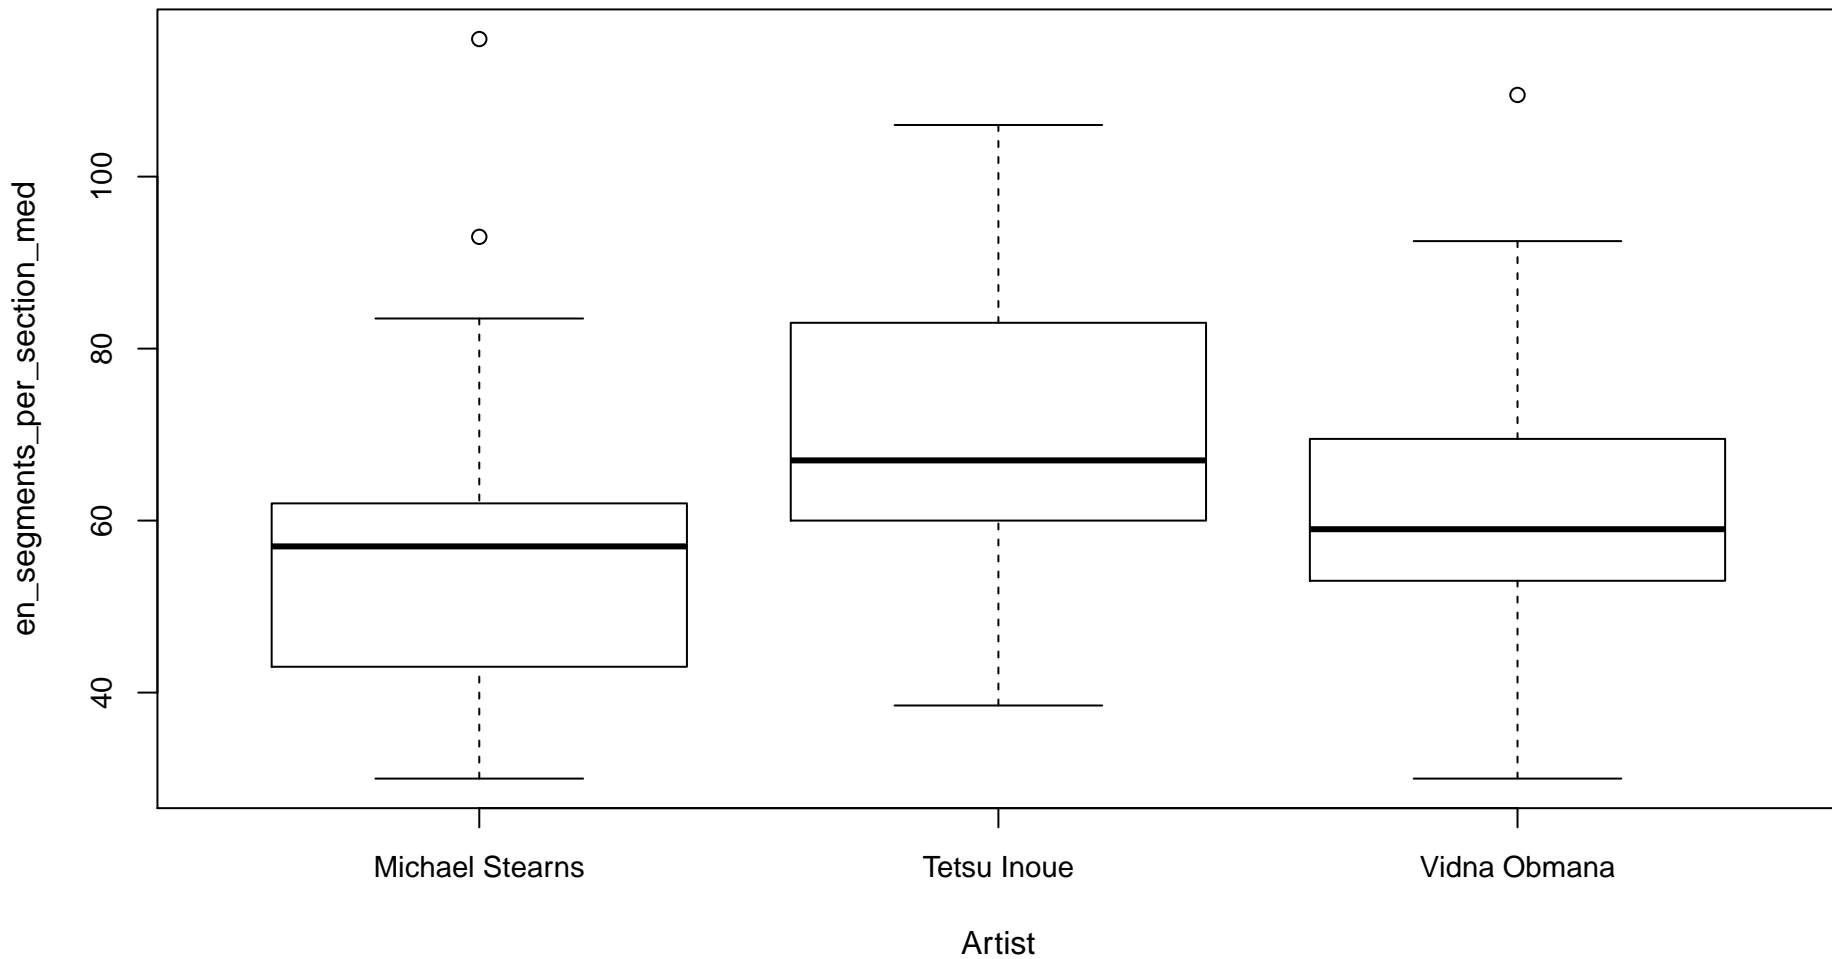 en_segments_per_section_med
100
80
60
40
Michael Stearns
Tetsu Inoue
Vidna Obmana
Artist